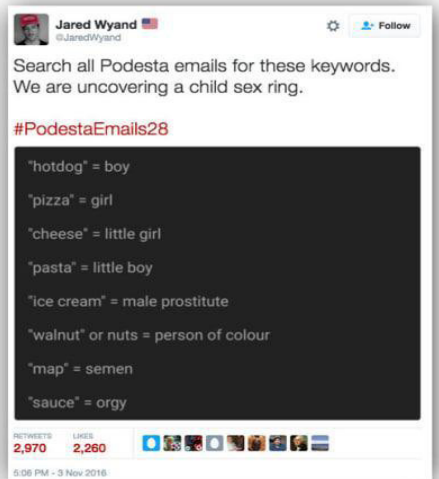 Jared Wyand
@JaredWyand
Follow
Search all Podesta emails for these keywords.
We are uncovering a child sex ring.
#PodestaEmails28
"hotdog" = boy
"pizza" = girl
"cheese" = little girl
"pasta" = little boy
"ice cream" = male prostitute
"walnut" or nuts = person of colour
"map" = semen
"sauce" = orgy
RETWEETS LIKES
2,970 2,260
5:06 PM - 3 Nov 2016